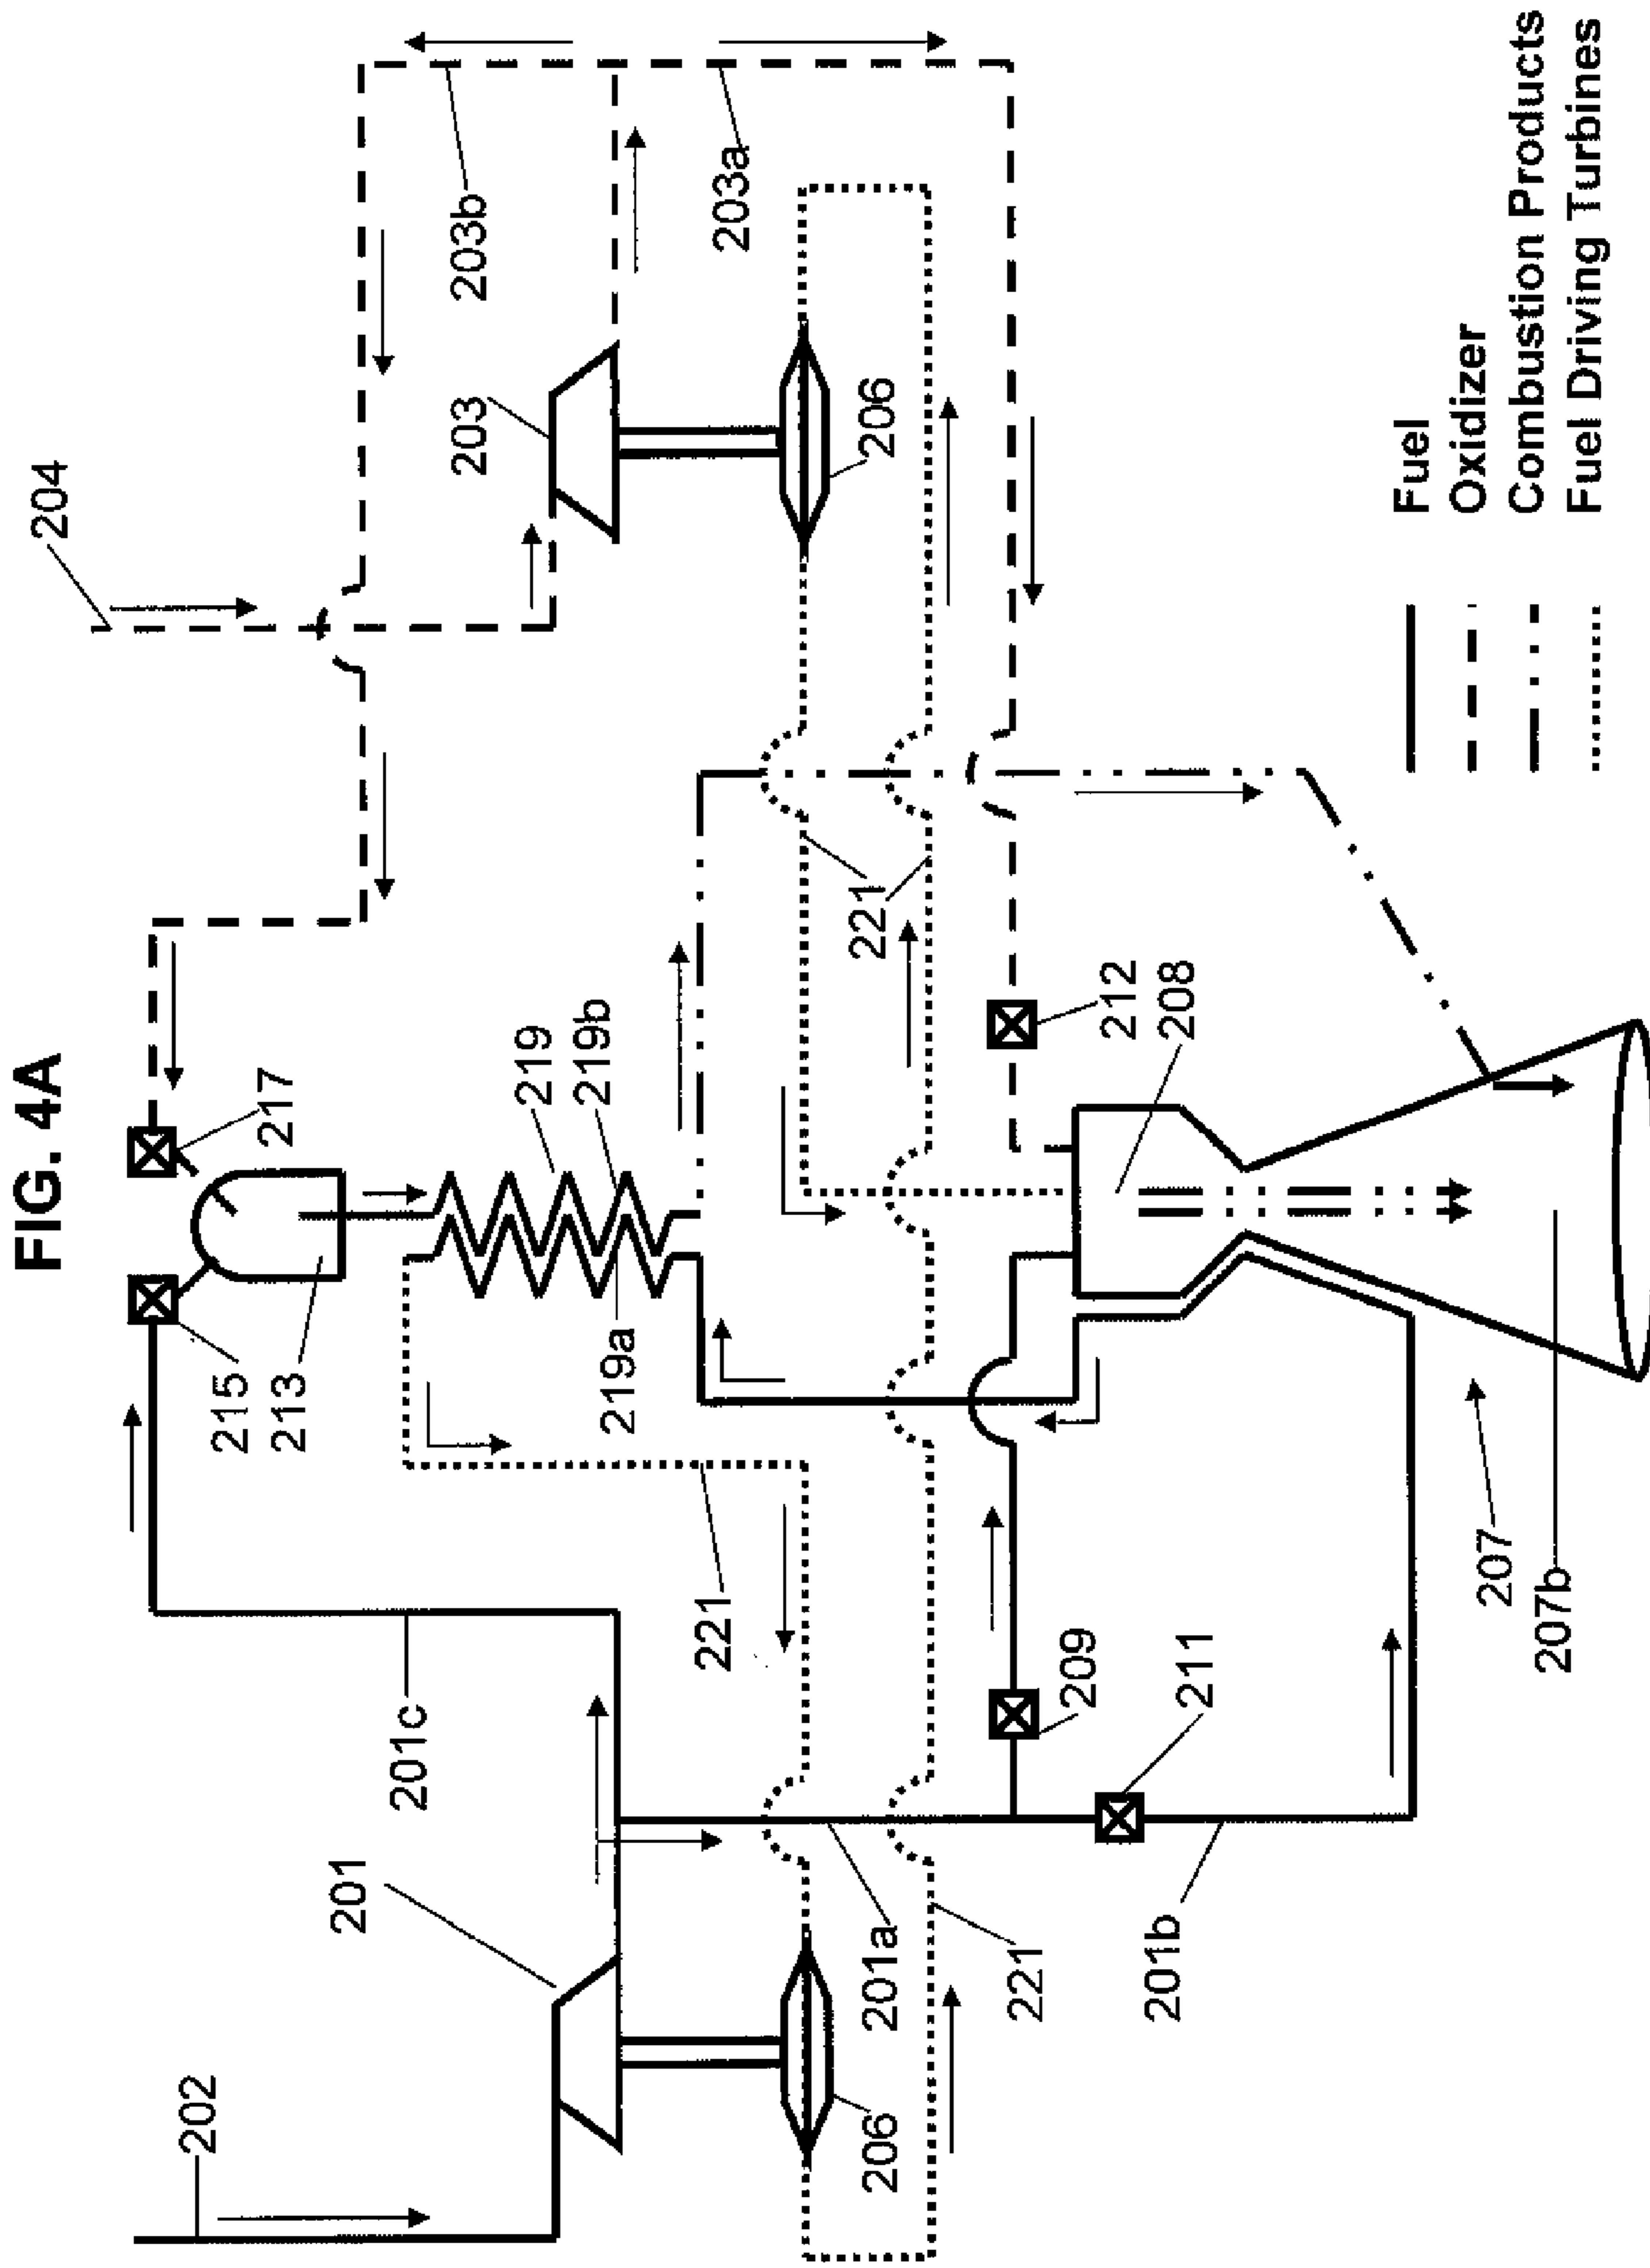 FIG. 4A
204
202
215
217
213
201
201c
203
203b
219
219b
219a
221
203a
221
206
201a
206
221
209
212
208
201b
211
207
207b
Fuel
Oxidizer
Combustion Products
Fuel Driving Turbines